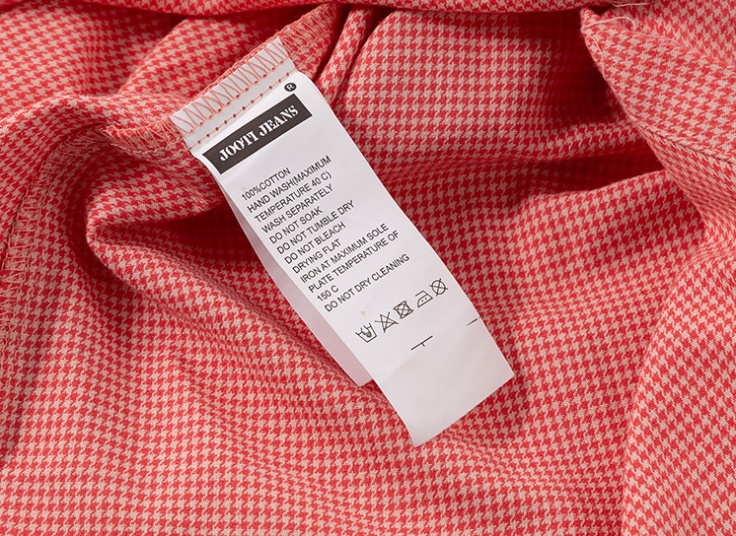 JOOTI JEANS ®
100%COTTON
HAND WASH(MAXIMUM
TEMPERATURE 40 C)
WASH SEPARATELY
DO NOT SOAK
DO NOT TUMBLE DRY
DO NOT BLEACH
DRYING FLAT
IRON AT MAXIMUM SOLE
PLATE TEMPERATURE OF
150 C
DO NOT DRY CLEANING